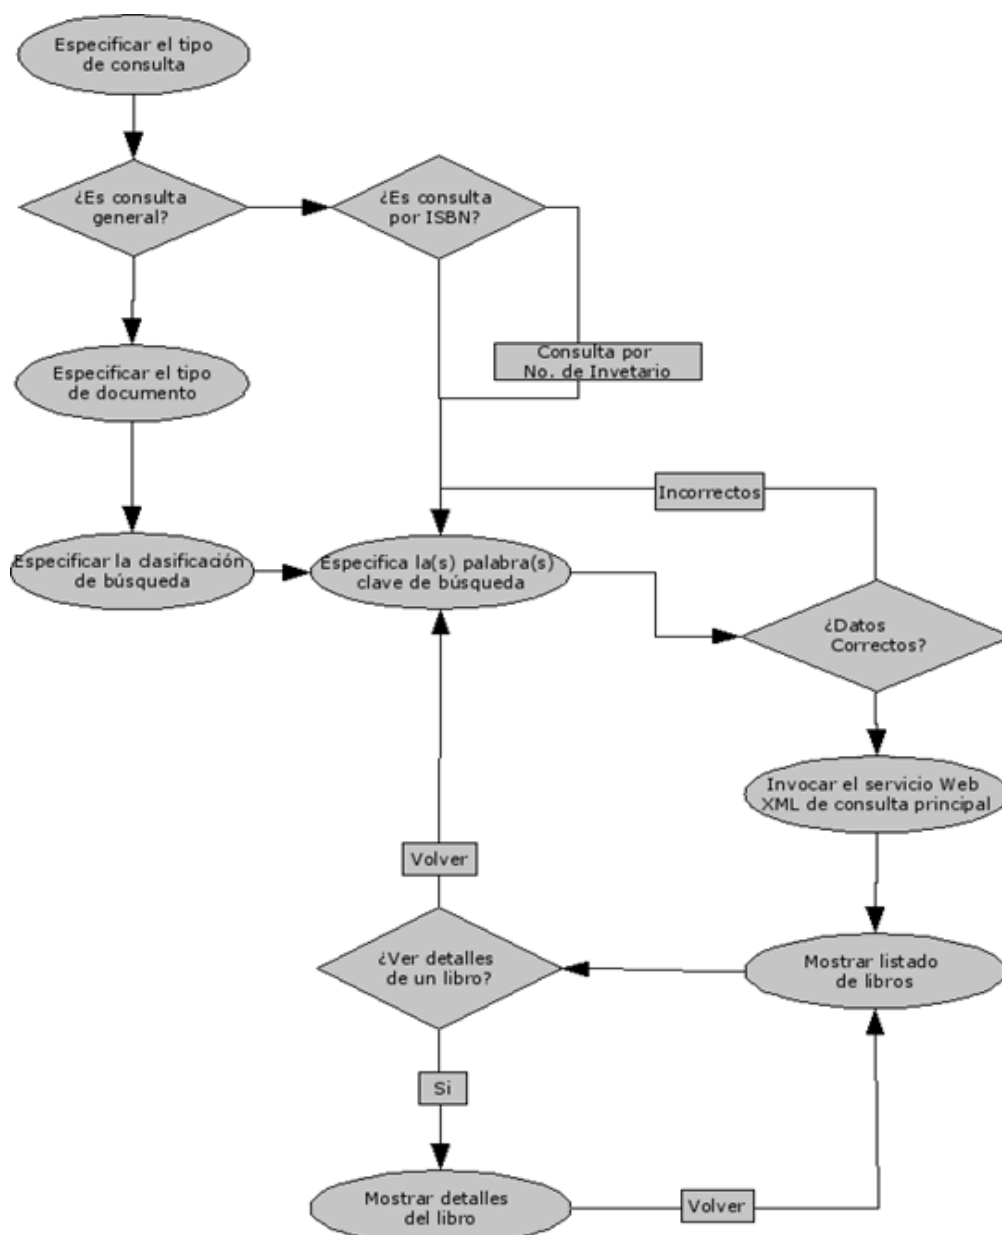 Especificar el tipo
de consulta
¿Es consulta
general?
¿Es consulta
por ISBN?
Consulta por
No. de Invetario
Especificar el tipo
de documento
Incorrectos
Especificar la clasificación
de búsqueda
Especifica la(s) palabra(s)
clave de búsqueda
¿Datos
Correctos?
Invocar el servicio Web
XML de consulta principal
Volver
¿Ver detalles
de un libro?
Mostrar listado
de libros
Si
Mostrar detalles
del libro
Volver